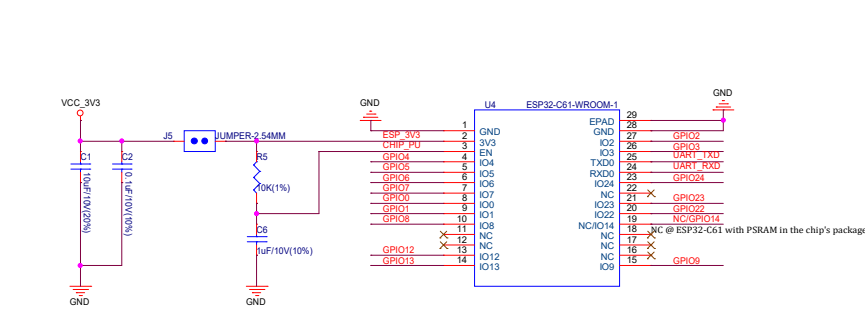 VCC_3V3
GND
U4
ESP32-C61-WROOM-1
GND
J5
JUMPER-2.54MM
C1
10uF/10V(20%)
C2
0.1uF/10V(10%)
R5
10K(1%)
C6
1uF/10V(10%)
GND
GND
1 GND
ESP_3V3 2 3V3
CHIP_PU 3 EN
GPIO4 4 IO4
GPIO5 5 IO5
GPIO6 6 IO6
GPIO7 7 IO7
GPIO0 8 IO0
GPIO1 9 IO1
GPIO8 10 IO8
11 NC
12 NC
GPIO12 13 IO12
GPIO13 14 IO13
EPAD 29
GND 28
IO2 27 GPIO2
IO3 26 GPIO3
TXD0 25 UART_TXD
RXD0 24 UART_RXD
IO24 23 GPIO24
NC 22
IO23 21 GPIO23
IO22 20 GPIO22
NC/IO14 19 NC/GPIO14
NC 18 NC @ ESP32-C61 with PSRAM in the chip's package
NC 17
NC 16
IO9 15 GPIO9